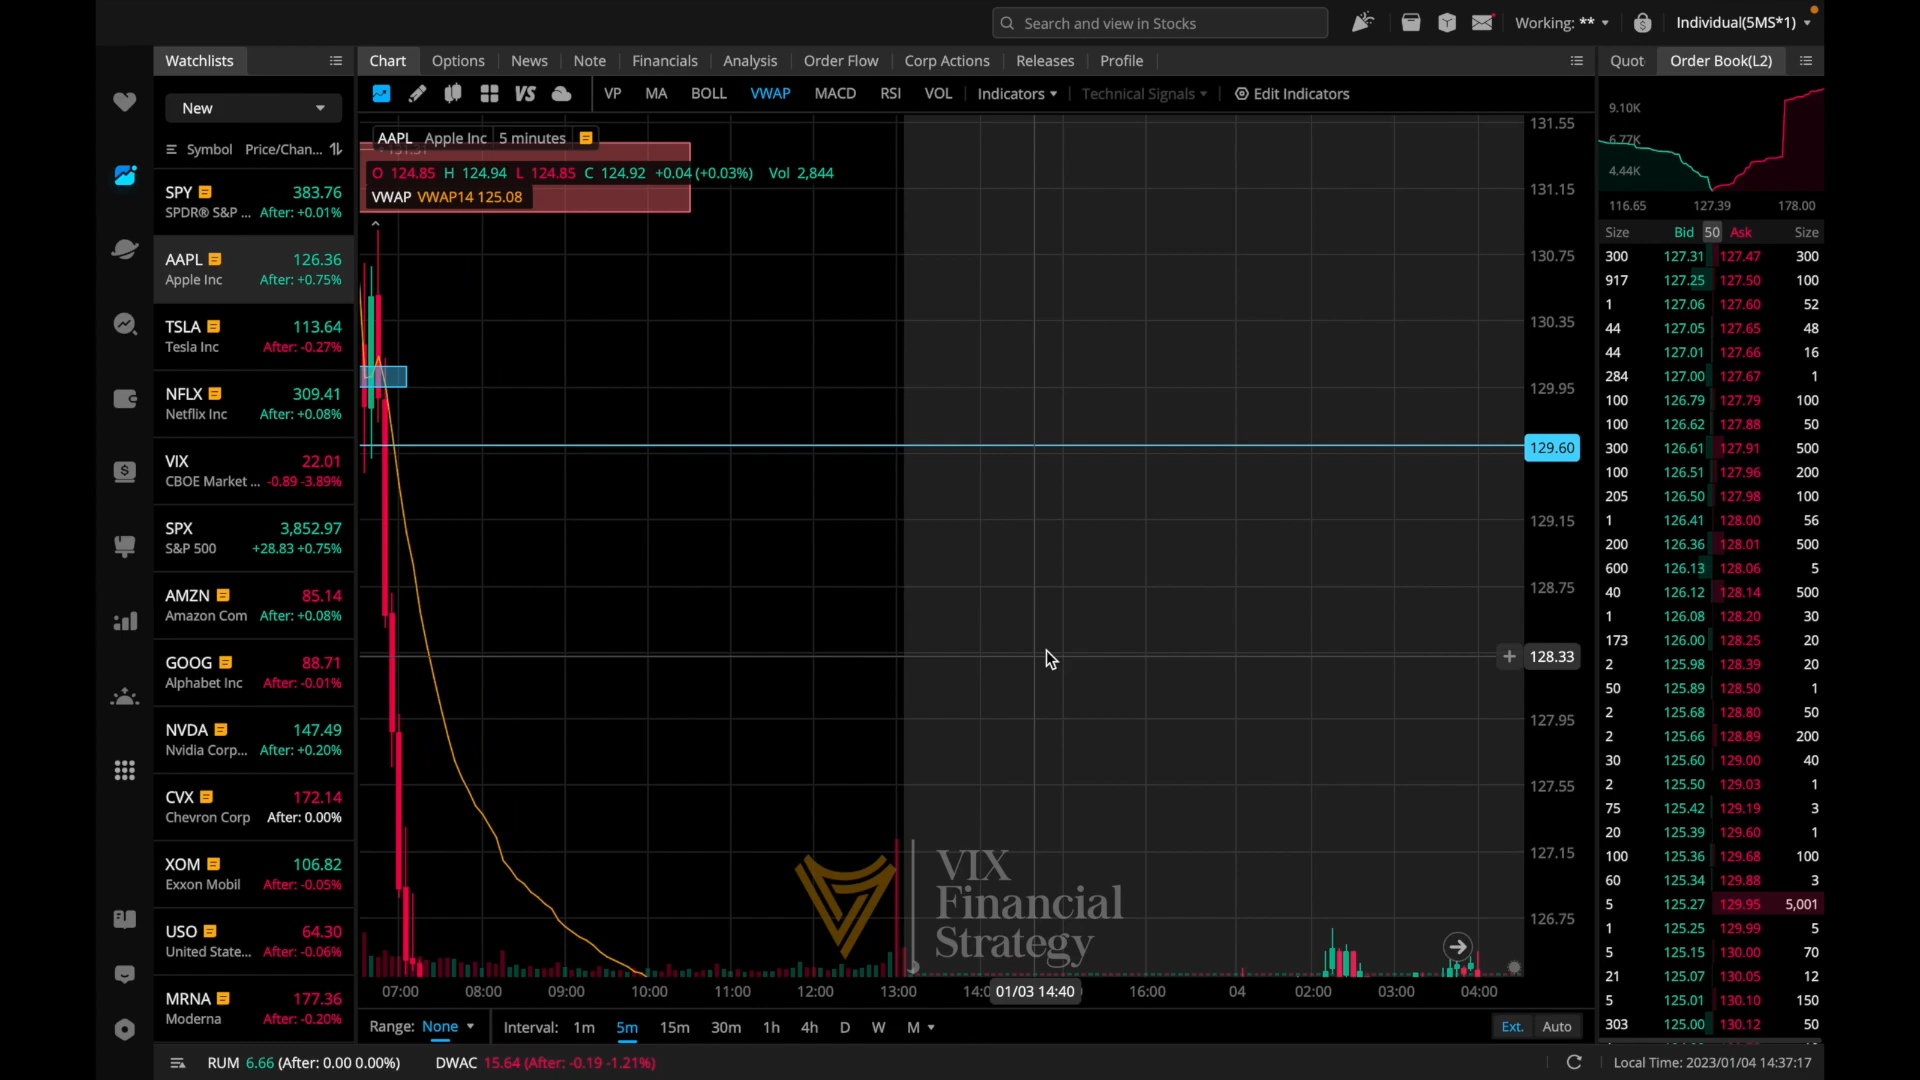 Search and view in Stocks
Working: **
Individual(5MS*1)
Watchlists
Chart Options News Note Financials Analysis Order Flow Corp Actions Releases Profile
Quot Order Book(L2)
New
VS VP MA BOLL VWAP MACD RSI VOL Indicators Technical Signals Edit Indicators
Symbol Price/Chan...
SPY 383.76
SPDR® S&P ... After: +0.01%
AAPL 126.36
Apple Inc After: +0.75%
TSLA 113.64
Tesla Inc After: -0.27%
NFLX 309.41
Netflix Inc After: +0.08%
VIX 22.01
CBOE Market ... -0.89 -3.89%
SPX 3,852.97
S&P 500 +28.83 +0.75%
AMZN 85.14
Amazon Com After: +0.08%
GOOG 88.71
Alphabet Inc After: -0.01%
NVDA 147.49
Nvidia Corp... After: +0.20%
CVX 172.14
Chevron Corp After: 0.00%
XOM 106.82
Exxon Mobil After: -0.05%
USO 64.30
United State... After: -0.06%
MRNA 177.36
Moderna After: -0.20%
AAPL Apple Inc 5 minutes
O 124.85 H 124.94 L 124.85 C 124.92 +0.04 (+0.03%) Vol 2,844
VWAP VWAP14 125.08
131.55
131.15
130.75
130.35
129.95
129.60
129.15
128.75
128.33
127.95
127.55
127.15
126.75
VIX
Financial
Strategy
07:00 08:00 09:00 10:00 11:00 12:00 13:00 14:0 01/03 14:40 16:00 04 02:00 03:00 04:00
Range: None Interval: 1m 5m 15m 30m 1h 4h D W M
Ext. Auto
9.10K
6.77K
4.44K
116.65 127.39 178.00
Size Bid 50 Ask Size
300 127.31 127.47 300
917 127.25 127.50 100
1 127.06 127.60 52
44 127.05 127.65 48
44 127.01 127.66 16
284 127.00 127.67 1
100 126.79 127.79 100
100 126.62 127.88 50
300 126.61 127.91 500
100 126.51 127.96 200
205 126.50 127.98 100
1 126.41 128.00 56
200 126.36 128.01 500
600 126.13 128.06 5
40 126.12 128.14 500
1 126.08 128.20 30
173 126.00 128.25 20
2 125.98 128.39 20
50 125.89 128.50 1
2 125.68 128.80 50
2 125.66 128.89 200
30 125.60 129.00 40
2 125.50 129.03 1
75 125.42 129.19 3
20 125.39 129.60 1
100 125.36 129.68 100
60 125.34 129.88 3
5 125.27 129.95 5,001
1 125.25 129.99 5
5 125.15 130.00 70
21 125.07 130.05 12
5 125.01 130.10 150
303 125.00 130.12 50
RUM 6.66 (After: 0.00 0.00%) DWAC 15.64 (After: -0.19 -1.21%)
Local Time: 2023/01/04 14:37:17